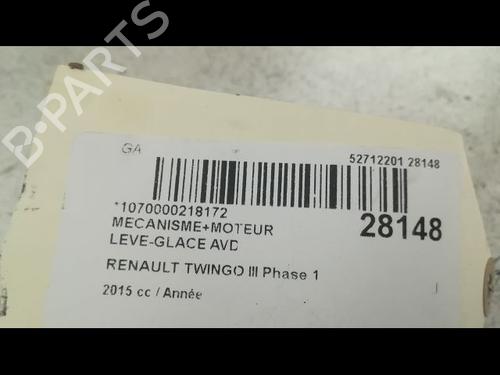 B-PARTS
GA
52712201 28148
*1070000218172
28148
MECANISME+MOTEUR
LEVE-GLACE AVD
RENAULT TWINGO III Phase 1
2015 cc / Année